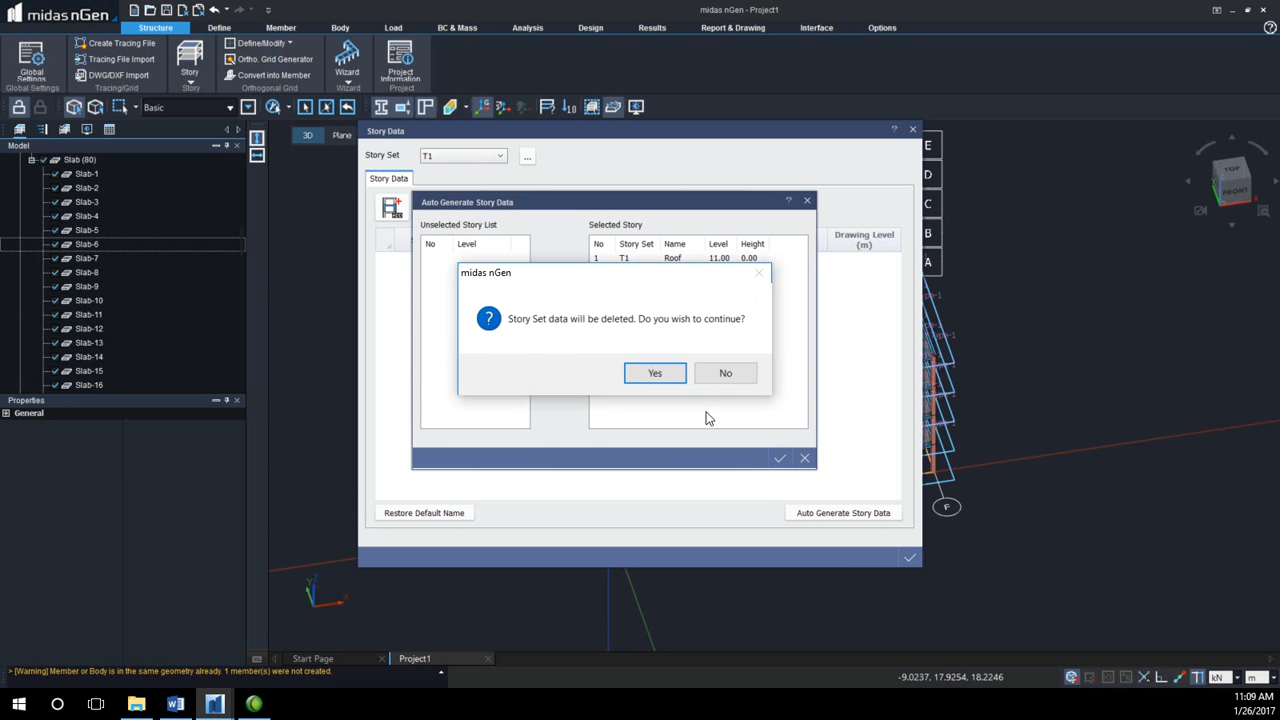 midas nGen
midas nGen - Project1
Structure Define Member Body Load BC & Mass Analysis Design Results Report & Drawing Interface Options
Global Settings
Create Tracing File
Tracing File Import
DWG/DXF Import
Story
Define/Modify
Ortho. Grid Generator
Convert into Member
Wizard
Project Information
Global Settings Tracing/Grid Story Orthogonal Grid Wizard Project
Basic
Model
Slab (80)
Slab-1
Slab-2
Slab-3
Slab-4
Slab-5
Slab-6
Slab-7
Slab-8
Slab-9
Slab-10
Slab-11
Slab-12
Slab-13
Slab-14
Slab-15
Slab-16
Properties
General
3D Plane
Story Data
Story Set T1 ...
Story Data
Drawing Level (m)
Auto Generate Story Data
Unselected Story List
No Level
Selected Story
No Story Set Name Level Height
1 T1 Roof 11.00 0.00
midas nGen
Story Set data will be deleted. Do you wish to continue?
Yes No
Restore Default Name
Auto Generate Story Data
E
D
C
B
A
F
TOP
FRONT
Z
Y
X
Start Page Project1
> [Warning] Member or Body is in the same geometry already. 1 member(s) were not created.
-9.0237, 17.9254, 18.2246
kN m
11:09 AM
1/26/2017